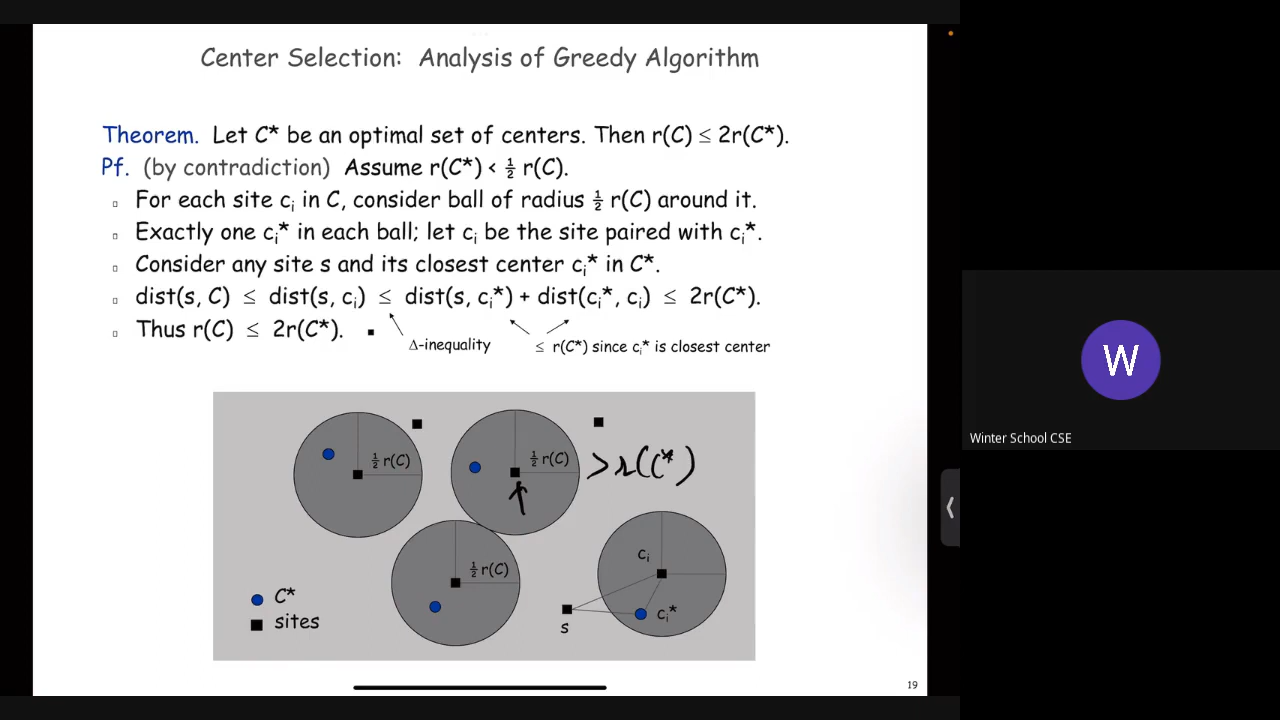 Center Selection: Analysis of Greedy Algorithm
Theorem. Let C* be an optimal set of centers. Then r(C) ≤ 2r(C*).
Pf. (by contradiction) Assume r(C*) < ½ r(C).
For each site cᵢ in C, consider ball of radius ½ r(C) around it.
Exactly one cᵢ* in each ball; let cᵢ be the site paired with cᵢ*.
Consider any site s and its closest center cᵢ* in C*.
dist(s, C) ≤ dist(s, cᵢ) ≤ dist(s, cᵢ*) + dist(cᵢ*, cᵢ) ≤ 2r(C*).
Thus r(C) ≤ 2r(C*). ▪
Δ-inequality
≤ r(C*) since cᵢ* is closest center
½ r(C)
½ r(C)
> r(C*)
½ r(C)
cᵢ
cᵢ*
s
C*
sites
19
W
Winter School CSE